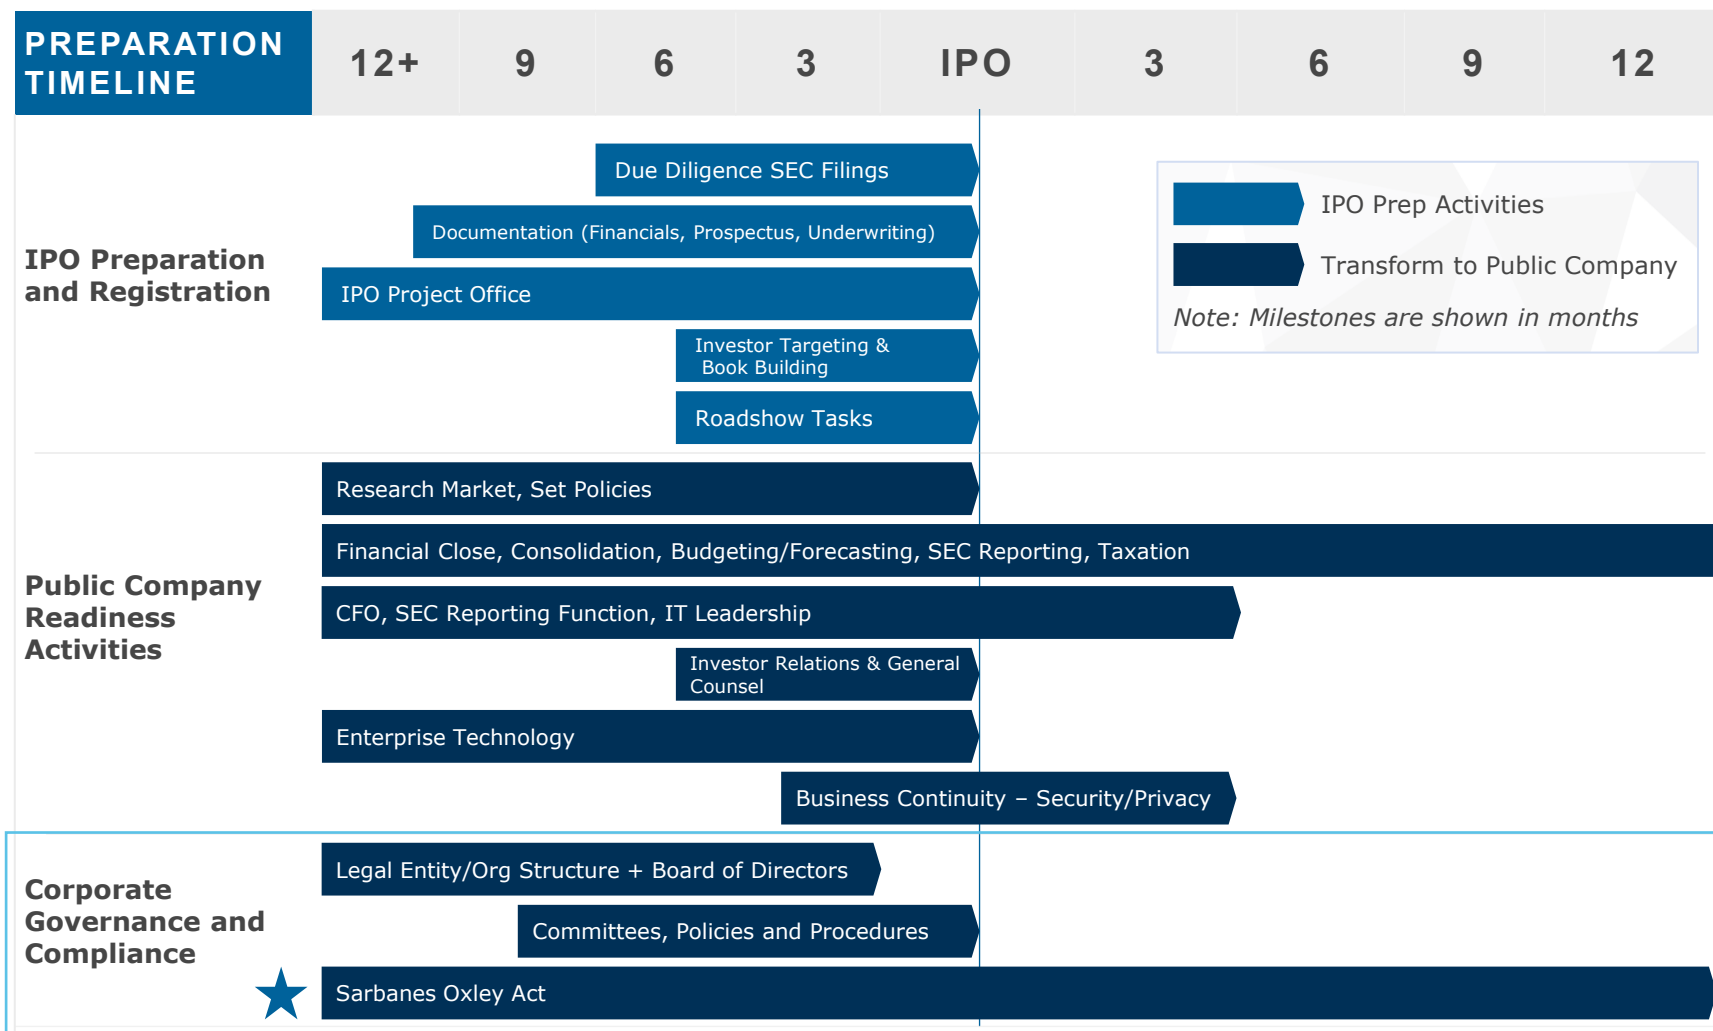 PREPARATION
TIMELINE
12+ 9 6 3 IPO 3 6 9 12
IPO Preparation
and Registration
Due Diligence SEC Filings
Documentation (Financials, Prospectus, Underwriting)
IPO Project Office
Investor Targeting &
Book Building
Roadshow Tasks
IPO Prep Activities
Transform to Public Company
Note: Milestones are shown in months
Public Company
Readiness
Activities
Research Market, Set Policies
Financial Close, Consolidation, Budgeting/Forecasting, SEC Reporting, Taxation
CFO, SEC Reporting Function, IT Leadership
Investor Relations & General
Counsel
Enterprise Technology
Business Continuity – Security/Privacy
Corporate
Governance and
Compliance
Legal Entity/Org Structure + Board of Directors
Committees, Policies and Procedures
Sarbanes Oxley Act